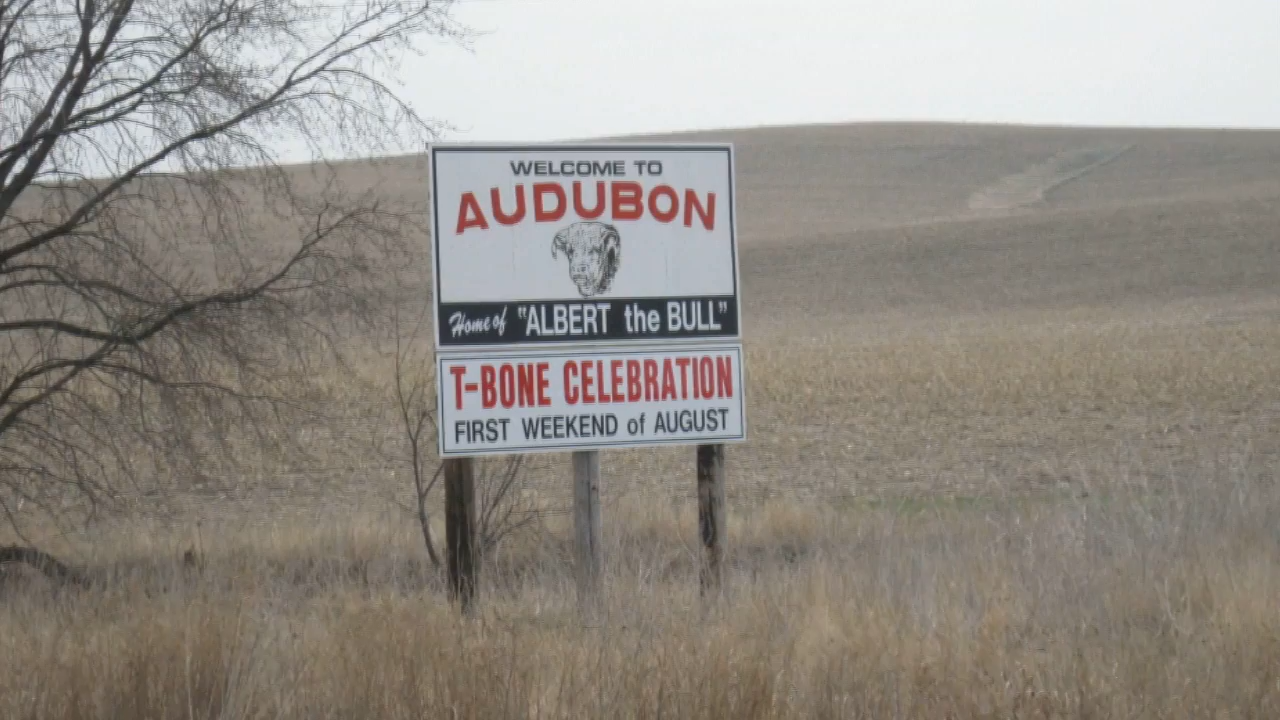 WELCOME TO
AUDUBON
Home of "ALBERT the BULL"
T-BONE CELEBRATION
FIRST WEEKEND of AUGUST